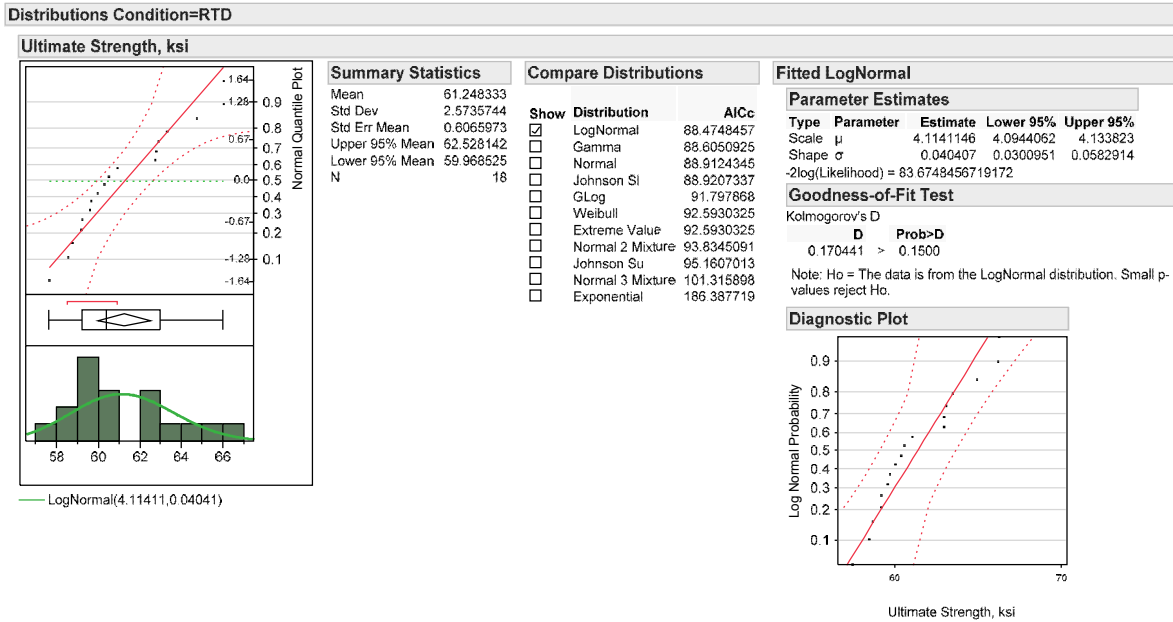 Distributions Condition=RTD
Ultimate Strength, ksi
1.64
1.28
0.67
0.0
-0.67
-1.28
-1.64
0.9
0.8
0.7
0.6
0.5
0.4
0.3
0.2
0.1
Normal Quantile Plot
58 60 62 64 66
LogNormal(4.11411,0.04041)
Summary Statistics
Mean 61.248333
Std Dev 2.5735744
Std Err Mean 0.6065973
Upper 95% Mean 62.528142
Lower 95% Mean 59.968525
N 18
Compare Distributions
Show Distribution AICc
LogNormal 88.4748457
Gamma 88.6050925
Normal 88.9124345
Johnson Sl 88.9207337
GLog 91.797868
Weibull 92.5930325
Extreme Value 92.5930325
Normal 2 Mixture 93.8345091
Johnson Su 95.1607013
Normal 3 Mixture 101.315898
Exponential 186.387719
Fitted LogNormal
Parameter Estimates
Type Parameter Estimate Lower 95% Upper 95%
Scale μ 4.1141146 4.0944062 4.133823
Shape σ 0.040407 0.0300951 0.0582914
-2log(Likelihood) = 83 6748456719172
Goodness-of-Fit Test
Kolmogorov's D
D Prob>D
0.170441 > 0.1500
Note: Ho = The data is from the LogNormal distribution. Small p-
values reject Ho.
Diagnostic Plot
Log Normal Probability
0.9
0.8
0.7
0.6
0.5
0.4
0.3
0.2
0.1
60 70
Ultimate Strength, ksi